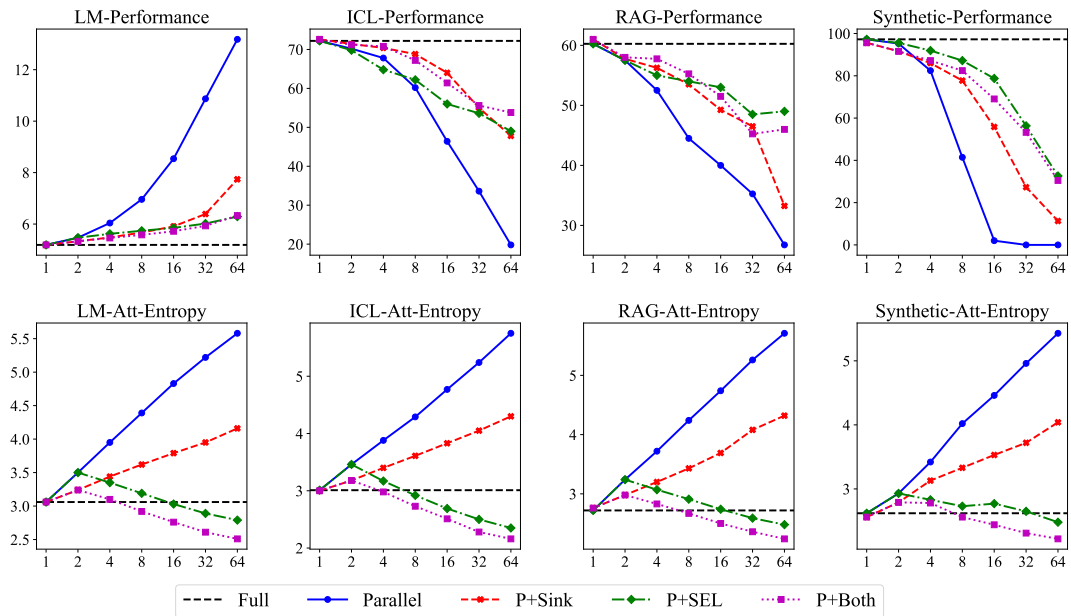 LM-Performance
12
10
8
6
1 2 4 8 16 32 64
ICL-Performance
70
60
50
40
30
20
1 2 4 8 16 32 64
RAG-Performance
60
50
40
30
1 2 4 8 16 32 64
Synthetic-Performance
100
80
60
40
20
0
1 2 4 8 16 32 64
LM-Att-Entropy
5.5
5.0
4.5
4.0
3.5
3.0
2.5
1 2 4 8 16 32 64
ICL-Att-Entropy
5
4
3
2
1 2 4 8 16 32 64
RAG-Att-Entropy
5
4
3
1 2 4 8 16 32 64
Synthetic-Att-Entropy
5
4
3
1 2 4 8 16 32 64
Full Parallel P+Sink P+SEL P+Both